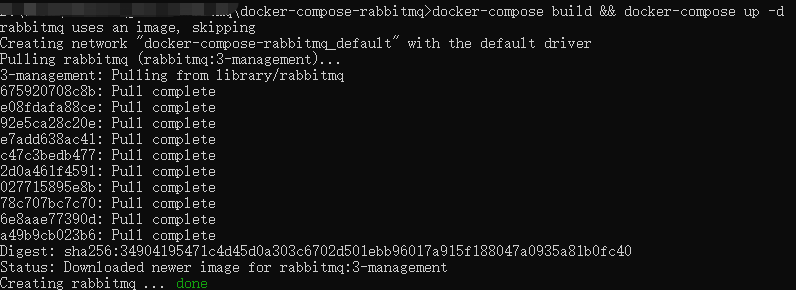 \docker-compose-rabbitmq>docker-compose build && docker-compose up -d
rabbitmq uses an image, skipping
Creating network "docker-compose-rabbitmq_default" with the default driver
Pulling rabbitmq (rabbitmq:3-management)...
3-management: Pulling from library/rabbitmq
675920708c8b: Pull complete
e08fdafa88ce: Pull complete
92e5ca28c20e: Pull complete
e7add638ac41: Pull complete
c47c3bedb477: Pull complete
2d0a461f4591: Pull complete
027715895e8b: Pull complete
78c707bc7c70: Pull complete
6e8aae77390d: Pull complete
a49b9cb023b6: Pull complete
Digest: sha256:34904195471c4d45d0a303c6702d501ebb96017a915f188047a0935a81b0fc40
Status: Downloaded newer image for rabbitmq:3-management
Creating rabbitmq ... done